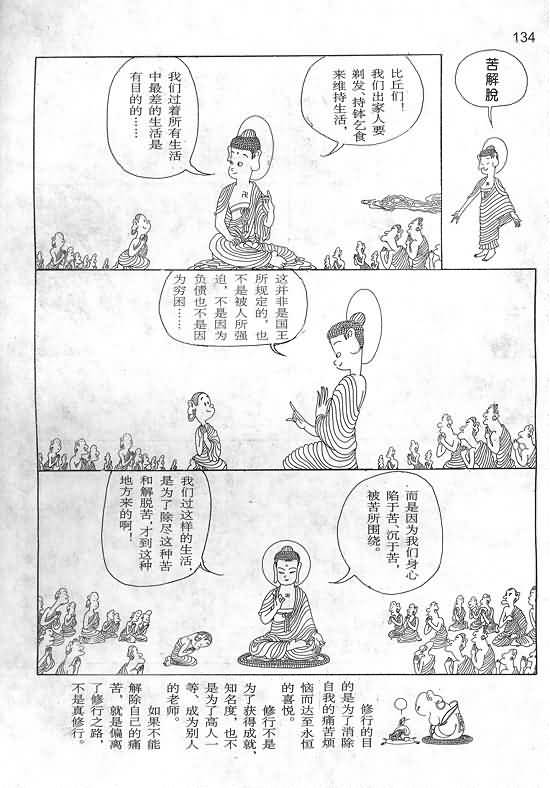 134
苦解脫
比丘们！
我们出家人要
剃发、持钵乞食
来维持生活，
我们过着所有生活
中最差的生活是
有目的的……
这并非是国王
所规定的，也
不是被人所强
迫，不是因为
负债也不是因
为穷困……
而是因为我们身心
陷于苦、沉于苦，
被苦所围绕。
我们过这样的生活，
是为了除尽这种苦
和解脱苦，才到这种
地方来的啊！
修行的目
的是为了消除
自我的痛苦烦
恼而达至永恒
的喜悦。
修行不是
为了获得成就、
知名度，也不
是为了高人一
等、成为别人
的老师。
如果不能
解除自己的痛
苦，就是偏离
了修行之路，
不是真修行。